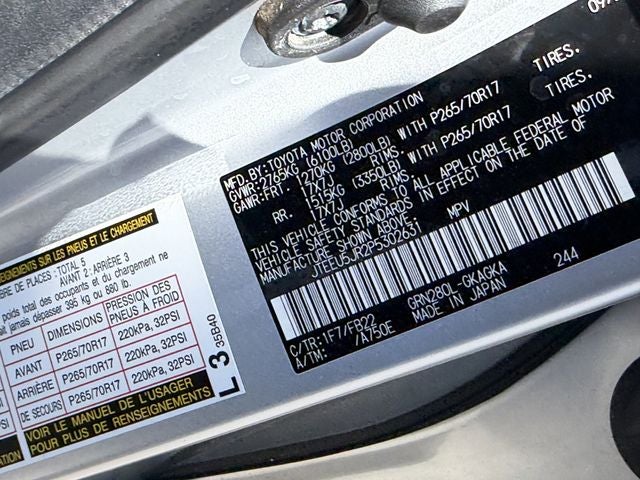 09/
MFD.BY:TOYOTA MOTOR CORPORATION
GVWR:2765KG (6100LB)
GAWR:FRT. 1270KG (2800LB) WITH P265/70R17 TIRES.
17X7J RIMS.
RR. 1515KG (3350LB) WITH P265/70R17 TIRES.
17X7J RIMS.
THIS VEHICLE CONFORMS TO ALL APPLICABLE FEDERAL MOTOR
VEHICLE SAFETY STANDARDS IN EFFECT ON THE DATE OF
MANUFACTURE SHOWN ABOVE.
JTEEU5JR2P5302631 MPV
C/TR:1F7/FB22 GRN280L-GKAGKA 244
A/TM: /A750E MADE IN JAPAN
NSEIGNEMENTS SUR LES PNEUS ET LE CHARGEMENT
BRE DE PLACES:TOTAL 5
AVANT 2:ARRIÈRE 3
poids total des occupants et du chargement
jamais dépasser 395 kg ou 860 lb.
PNEU DIMENSIONS PRESSION DES PNEUS À FROID
AVANT P265/70R17 220kPa, 32PSI
ARRIÈRE P265/70R17 220kPa, 32PSI
DE SECOURS P265/70R17 220kPa, 32PSI
VOIR LE MANUEL DE L'USAGER
POUR PLUS DE RENSEIGNEMENTS
ATION
L3 35B40